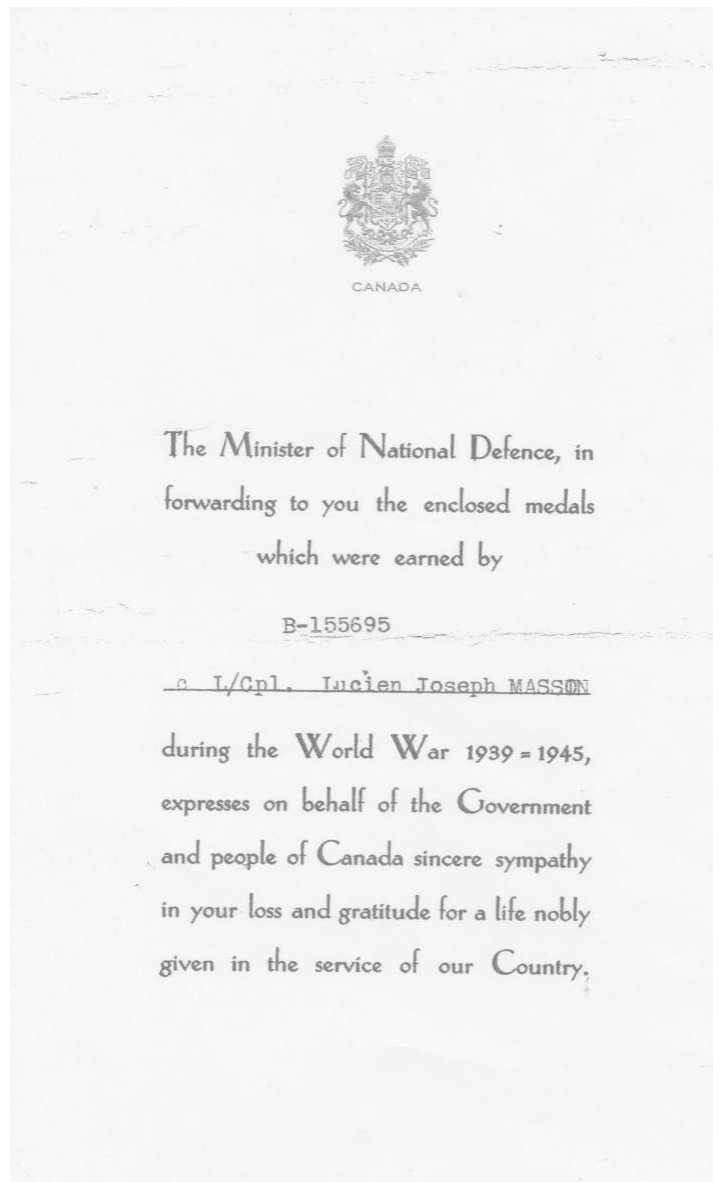 CANADA
The Minister of National Defence, in
forwarding to you the enclosed medals
which were earned by
B-155695
L/Cpl. Lucien Joseph MASSON
during the World War 1939=1945,
expresses on behalf of the Government
and people of Canada sincere sympathy
in your loss and gratitude for a life nobly
given in the service of our Country.